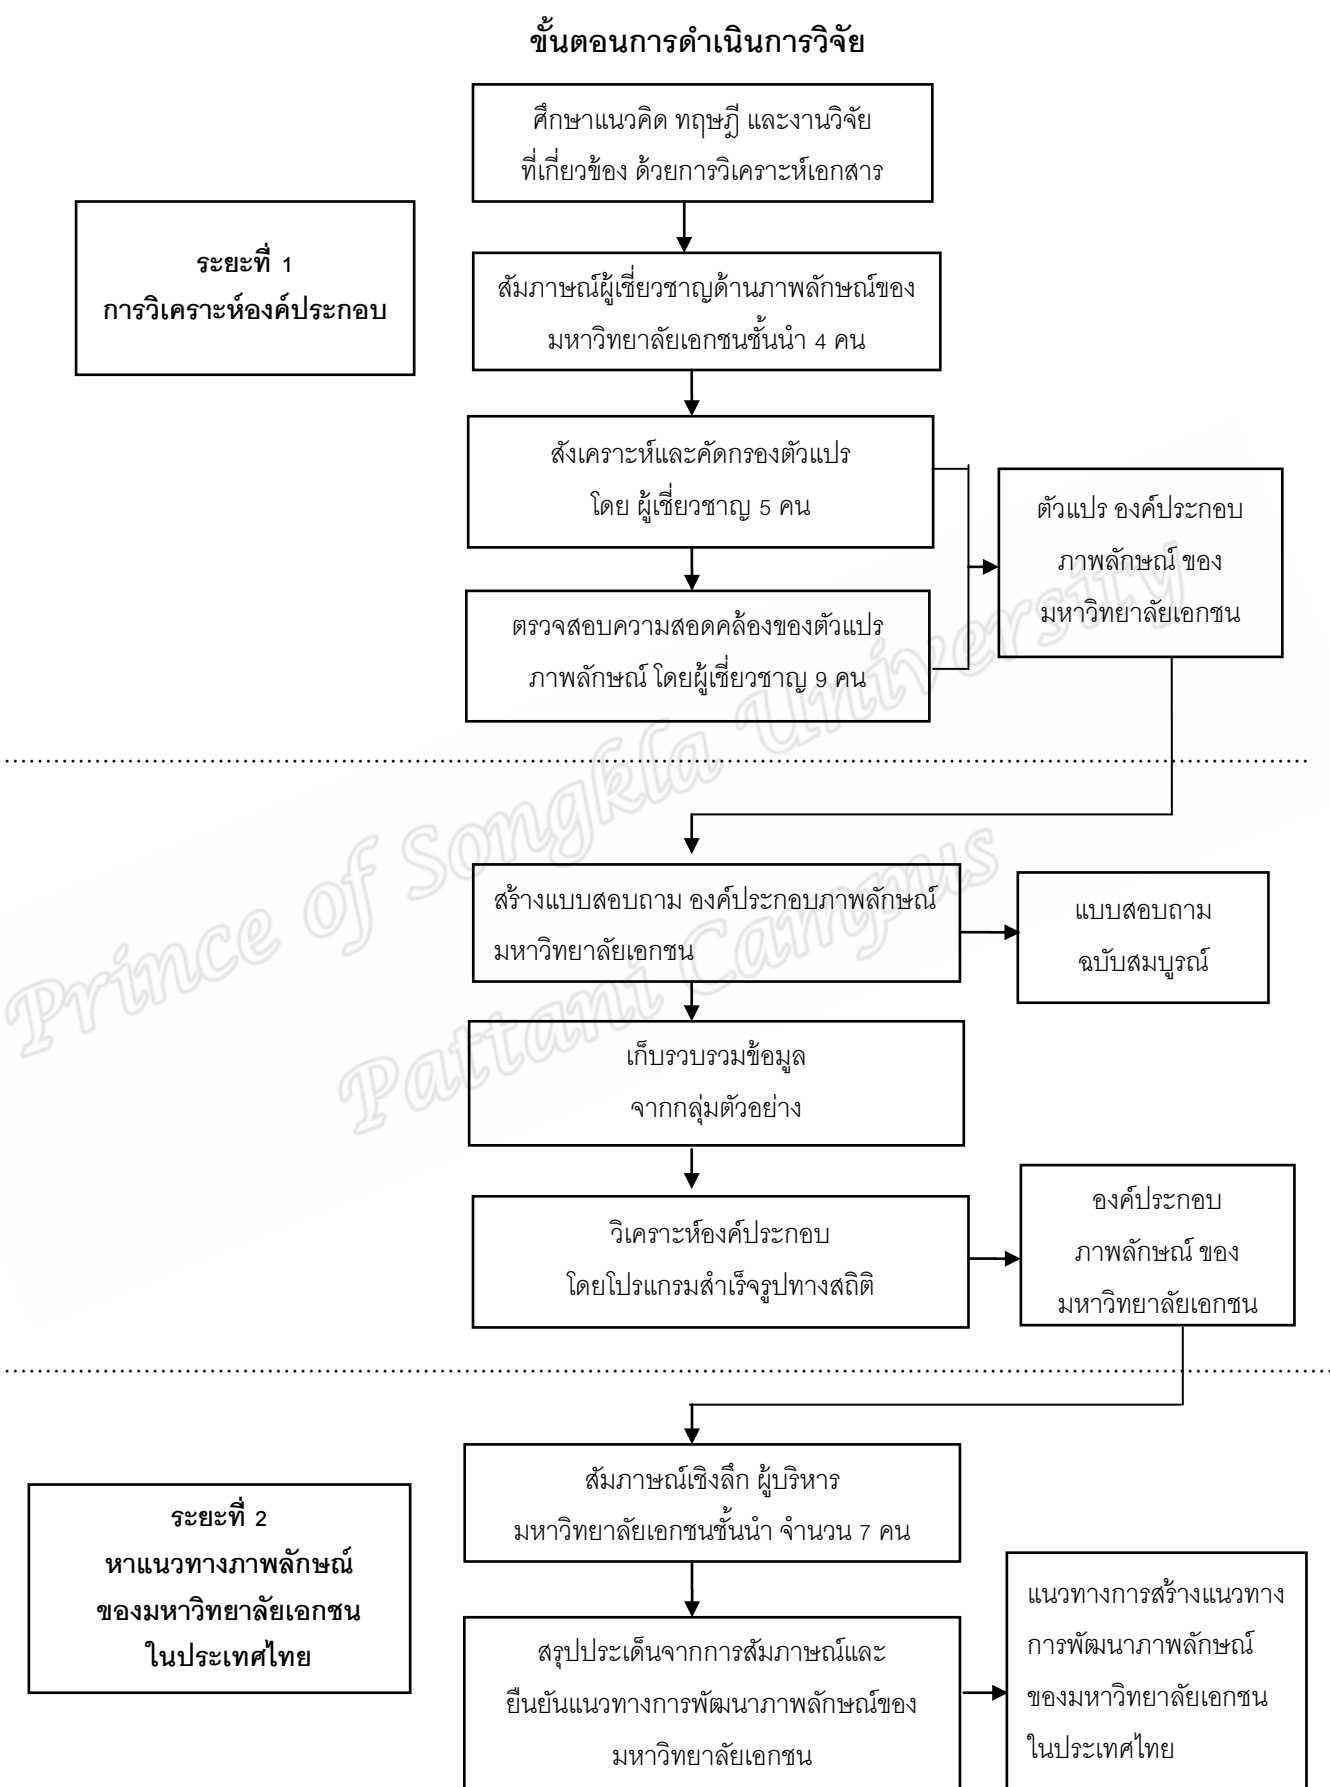 ขั้นตอนการดำเนินการวิจัย
ศึกษาแนวคิด ทฤษฎี และงานวิจัย
ที่เกี่ยวข้อง ด้วยการวิเคราะห์เอกสาร
ระยะที่ 1
การวิเคราะห์องค์ประกอบ
สัมภาษณ์ผู้เชี่ยวชาญด้านภาพลักษณ์ของ
มหาวิทยาลัยเอกชนชั้นนำ 4 คน
สังเคราะห์และคัดกรองตัวแปร
โดย ผู้เชี่ยวชาญ 5 คน
ตัวแปร องค์ประกอบ
ภาพลักษณ์ ของ
มหาวิทยาลัยเอกชน
ตรวจสอบความสอดคล้องของตัวแปร
ภาพลักษณ์ โดยผู้เชี่ยวชาญ 9 คน
สร้างแบบสอบถาม องค์ประกอบภาพลักษณ์
มหาวิทยาลัยเอกชน
แบบสอบถาม
ฉบับสมบูรณ์
เก็บรวบรวมข้อมูล
จากกลุ่มตัวอย่าง
วิเคราะห์องค์ประกอบ
โดยโปรแกรมสำเร็จรูปทางสถิติ
องค์ประกอบ
ภาพลักษณ์ ของ
มหาวิทยาลัยเอกชน
สัมภาษณ์เชิงลึก ผู้บริหาร
มหาวิทยาลัยเอกชนชั้นนำ จำนวน 7 คน
ระยะที่ 2
หาแนวทางภาพลักษณ์
ของมหาวิทยาลัยเอกชน
ในประเทศไทย
สรุปประเด็นจากการสัมภาษณ์และ
ยืนยันแนวทางการพัฒนาภาพลักษณ์ของ
มหาวิทยาลัยเอกชน
แนวทางการสร้างแนวทาง
การพัฒนาภาพลักษณ์
ของมหาวิทยาลัยเอกชน
ในประเทศไทย
Prince of Songkla University
Pattani Campus